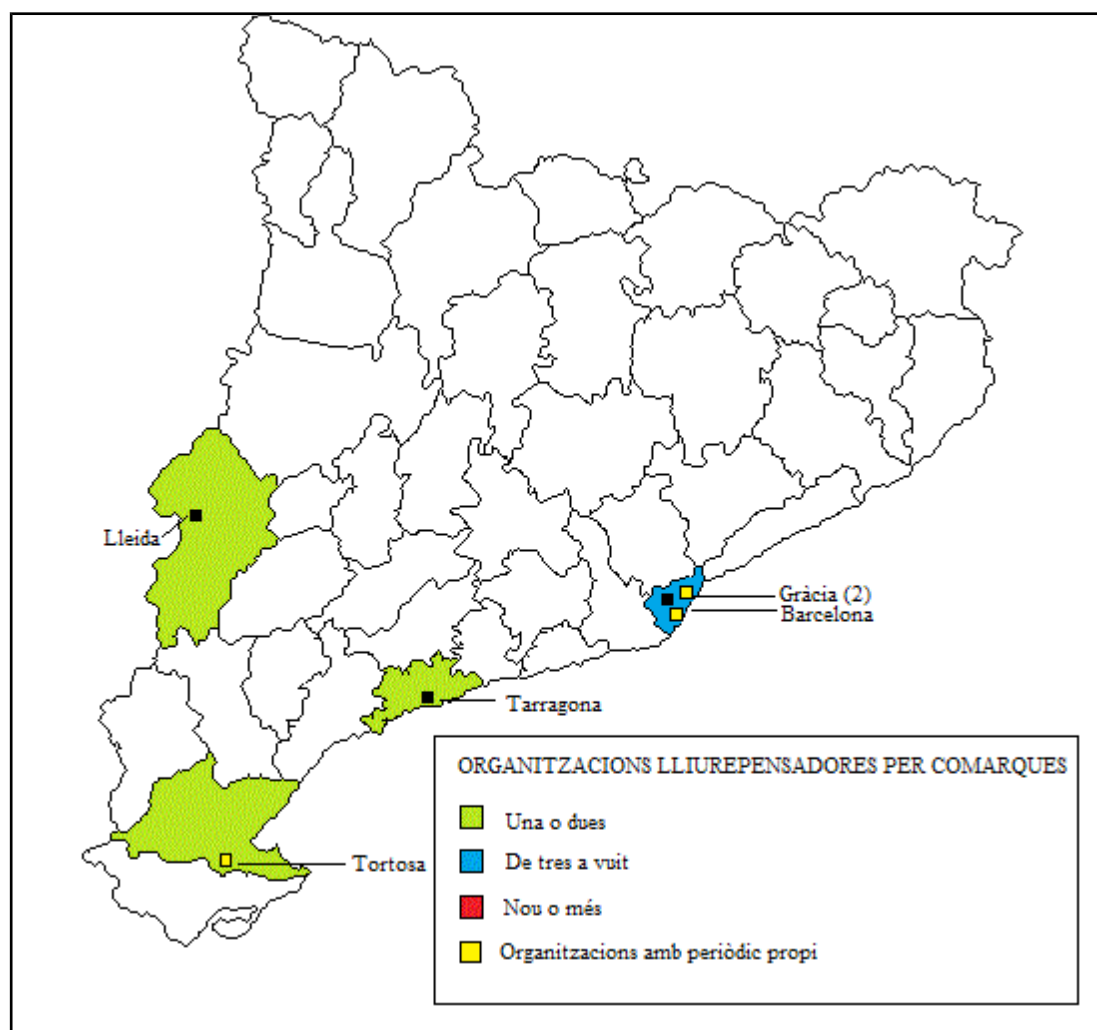 Lleida
Gràcia (2)
Barcelona
Tarragona
Tortosa
ORGANITZACIONS LLIUREPENSADORES PER COMARQUES
Una o dues
De tres a vuit
Nou o més
Organitzacions amb periòdic propi